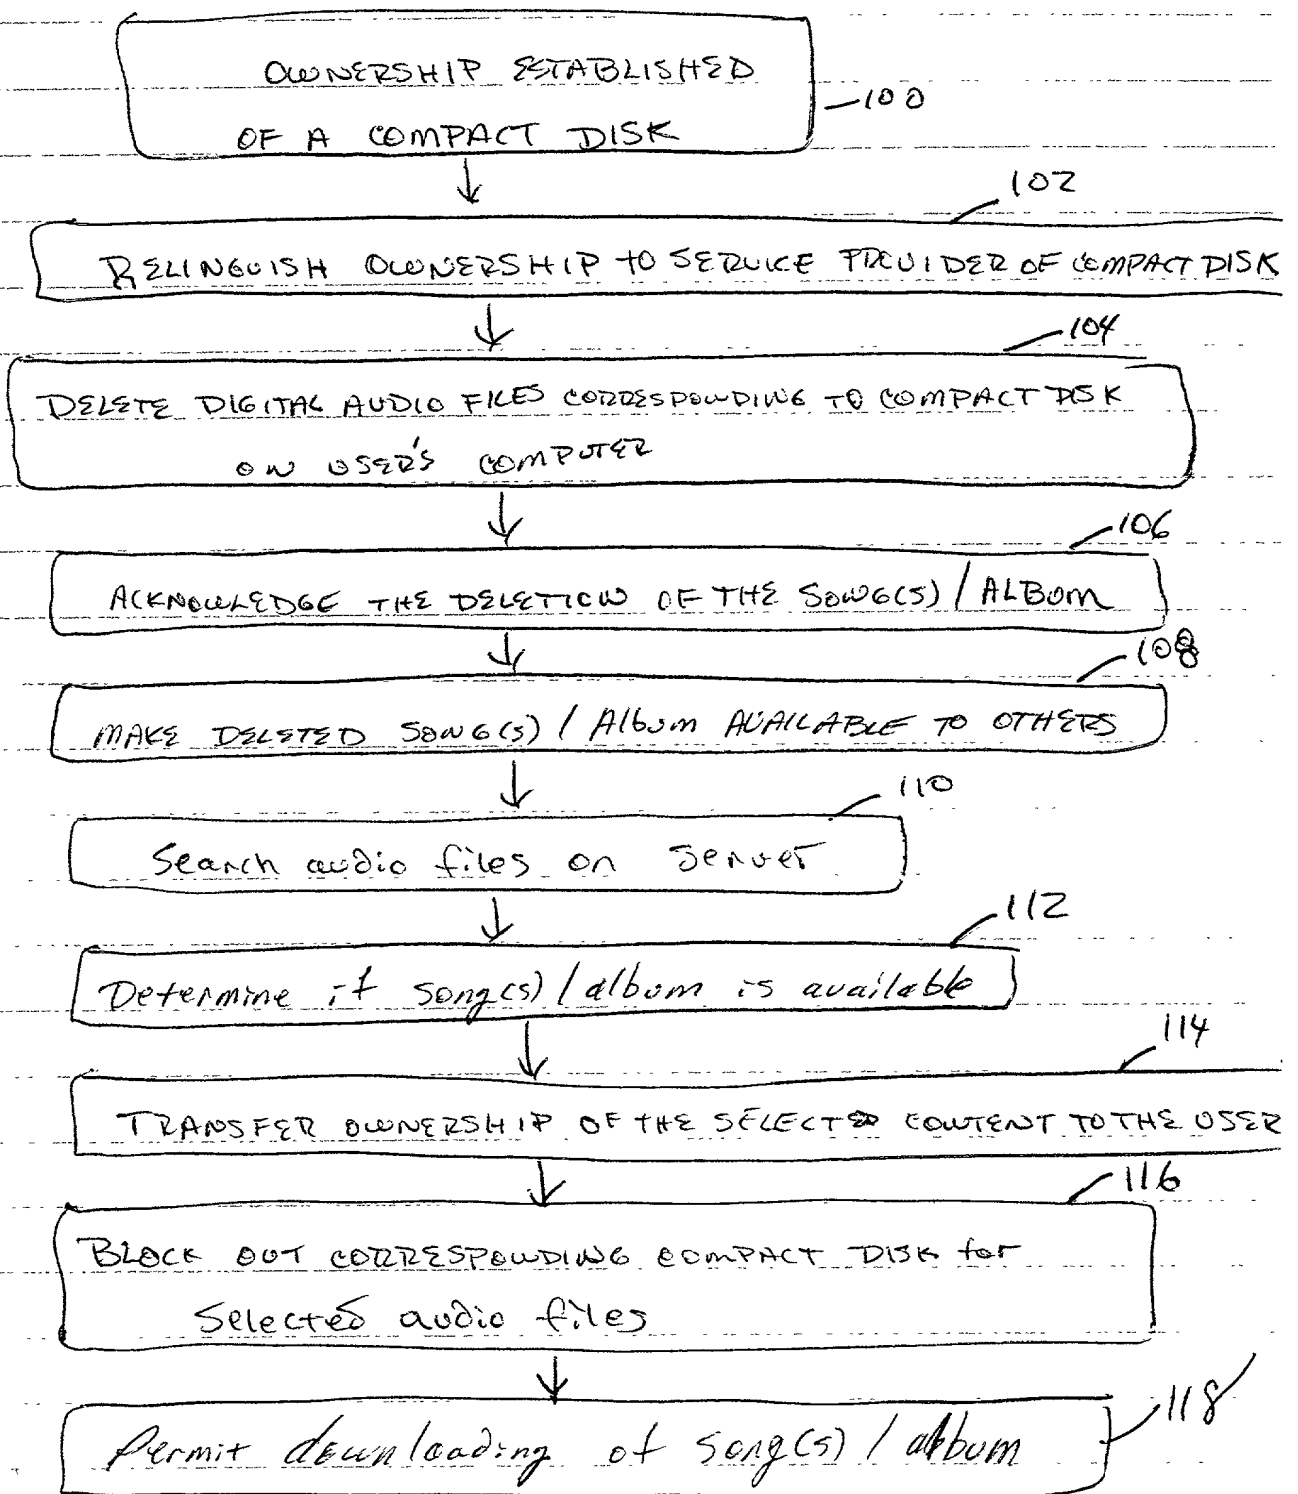 OWNERSHIP ESTABLISHED
OF A COMPACT DISK
100
102
RELINGUISH OWNERSHIP TO SERVICE PROVIDER OF COMPACT DISK
104
DELETE DIGITAL AUDIO FILES CORRESPONDING TO COMPACT DISK
ON USER'S COMPUTER
106
ACKNOWLEDGE THE DELETION OF THE SONG(S) / ALBUM
108
MAKE DELETED SONG(S) / Album AVAILABLE TO OTHERS
110
Search audio files on server
112
Determine if song(s) / album is available
114
TRANSFER OWNERSHIP OF THE SELECTED CONTENT TO THE USER
116
BLOCK OUT CORRESPONDING COMPACT DISK for
Selected audio files
118
Permit downloading of song(s) / album